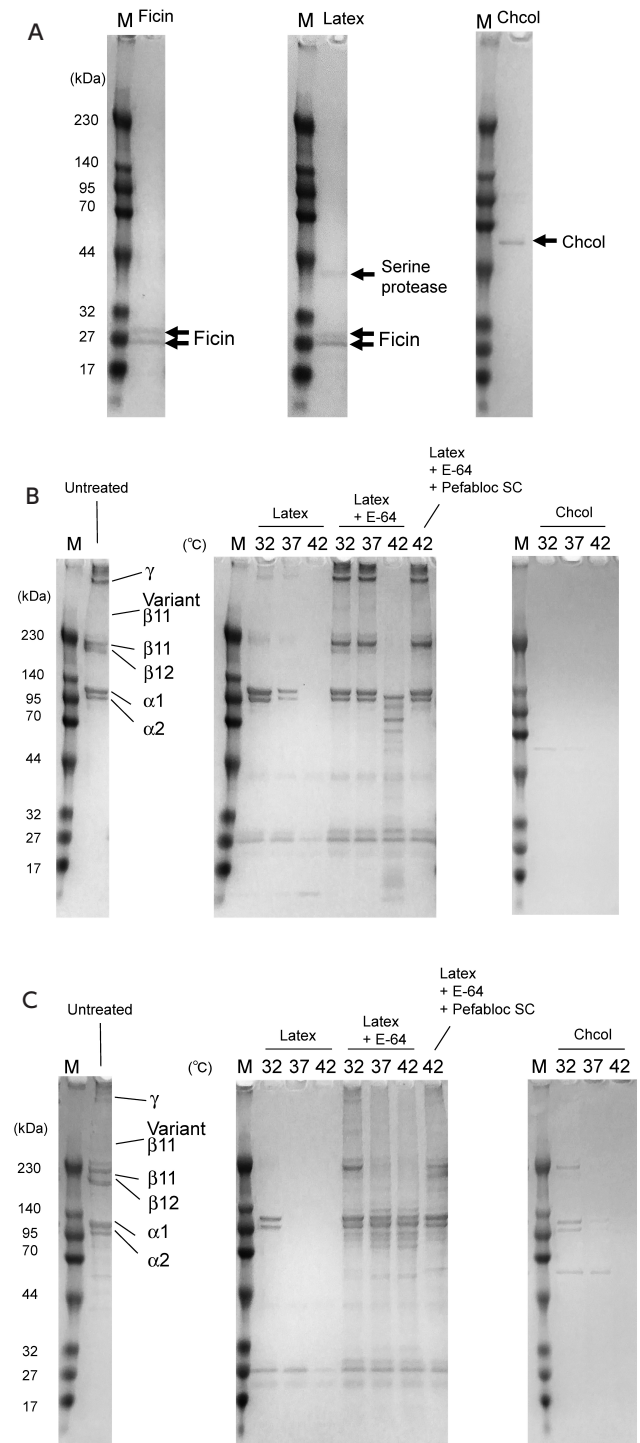 A
M Ficin
M Latex
M Chcol
(kDa)
230
140
95
70
44
32
27
17
Ficin
Serine
protease
Ficin
Chcol
B
Untreated
M
(kDa)
230
140
95
70
44
32
27
17
γ
Variant
β11
β11
β12
α1
α2
Latex
Latex
+ E-64
Latex
+ E-64
+ Pefabloc SC
(°C) M 32 37 42 32 37 42 42
Chcol
M 32 37 42
C
Untreated
M
(kDa)
230
140
95
70
44
32
27
17
γ
Variant
β11
β11
β12
α1
α2
Latex
Latex
+ E-64
Latex
+ E-64
+ Pefabloc SC
(°C) M 32 37 42 32 37 42 42
Chcol
M 32 37 42